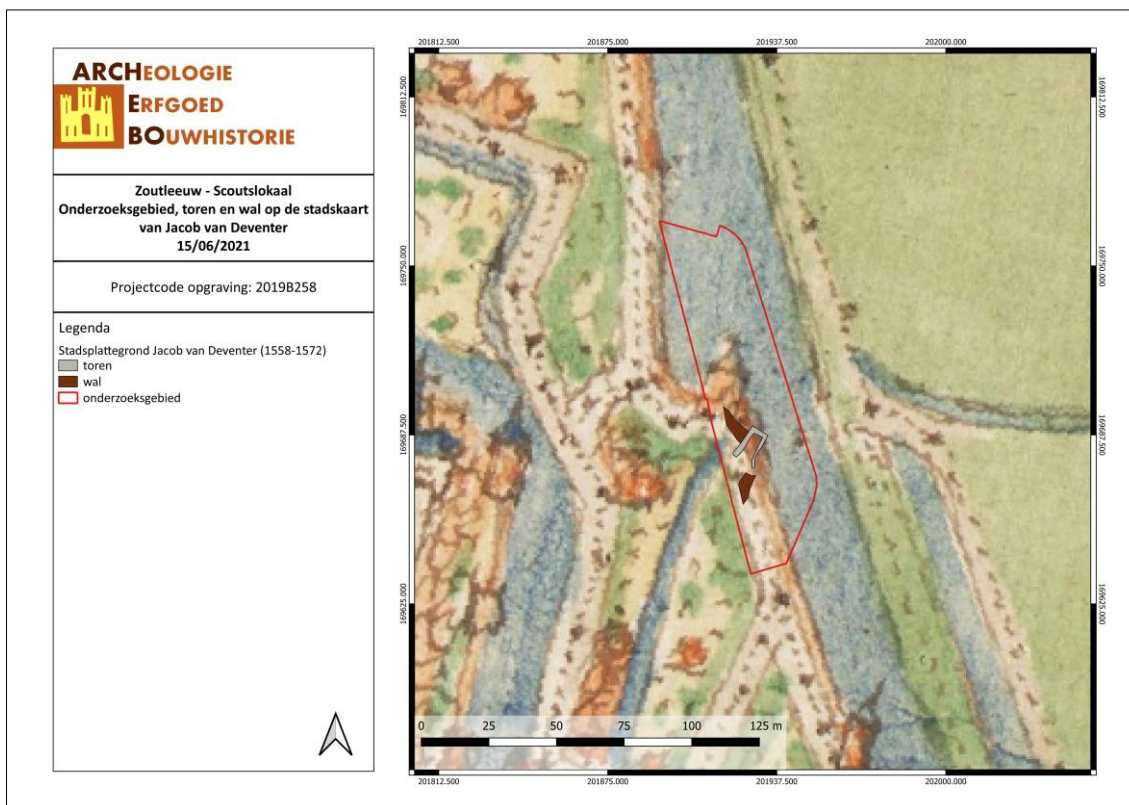 ARCHEOLOGIE
ERFGOED
BOUWHISTORIE
Zoutleeuw - Scoutslokaal
Onderzoeksgebied, toren en wal op de stadskaart
van Jacob van Deventer
15/06/2021
Projectcode opgraving: 2019B258
Legenda
Stadsplattegrond Jacob van Deventer (1558-1572)
toren
wal
onderzoeksgebied
201812.500 201875.000 201937.500 202000.000
169812.500 169812.500
169750.000 169750.000
169687.500 169687.500
169625.000 169625.000
0 25 50 75 100 125 m
201812.500 201875.000 201937.500 202000.000